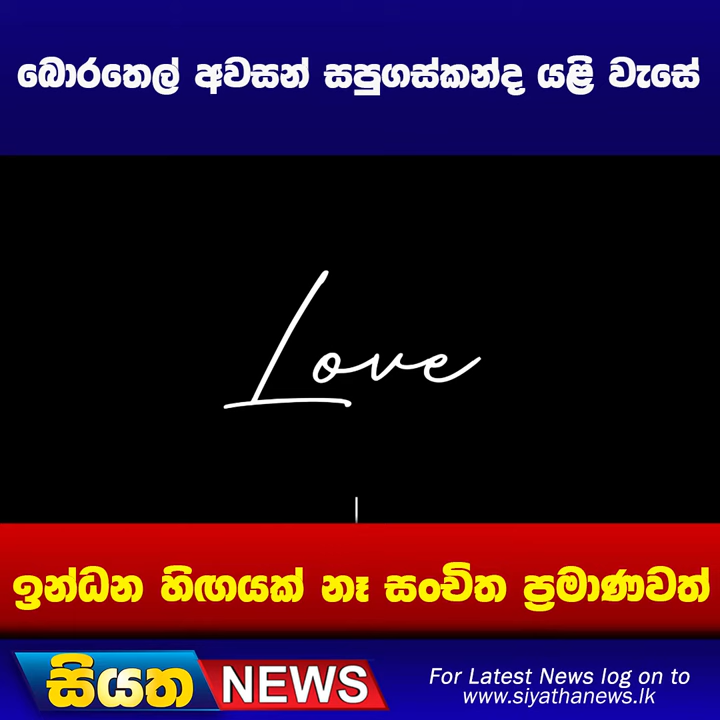 බොරතෙල් අවසන් සපුගස්කන්ද යළි වැසේ
Love
ඉන්ධන හිඟයක් නෑ සංචිත ප්‍රමාණවත්
සියත NEWS
For Latest News log on to
www.siyathanews.lk